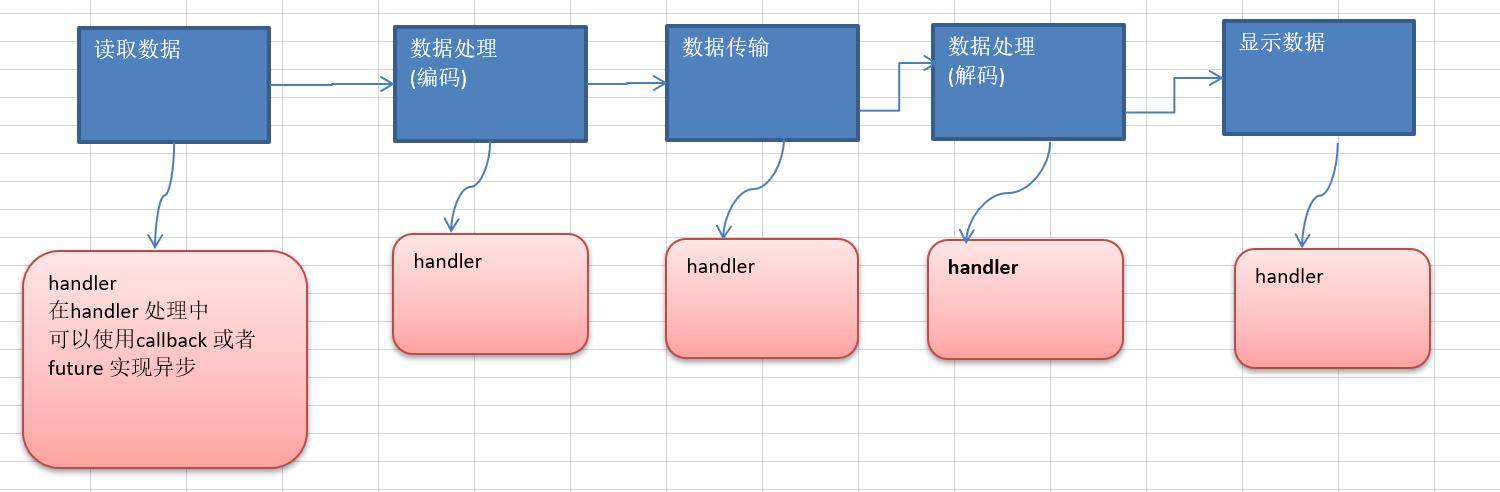 读取数据
数据处理
(编码)
数据传输
数据处理
(解码)
显示数据
handler
在handler 处理中
可以使用callback 或者
future 实现异步
handler
handler
handler
handler